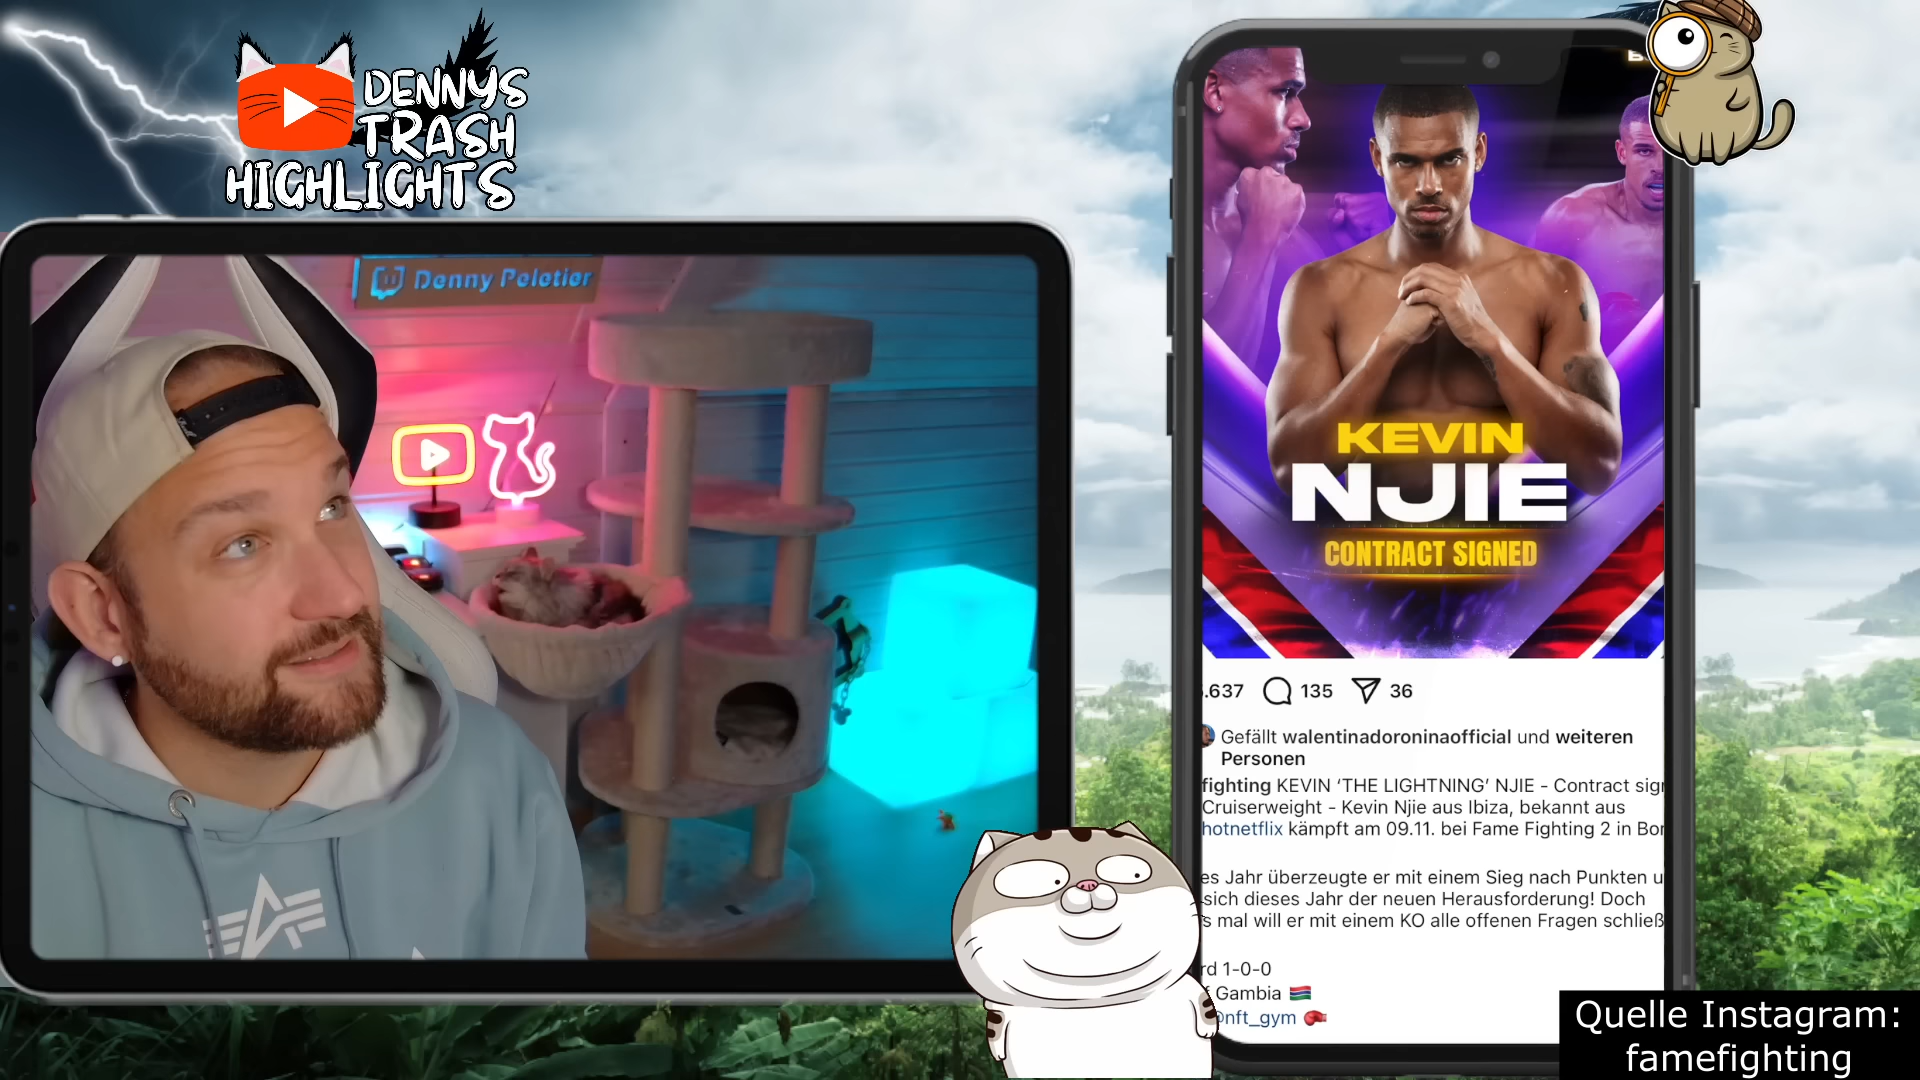 DENNYS
TRASH
HIGHLIGHTS
Denny Peletier
KEVIN
NJIE
CONTRACT SIGNED
.637 135 36
Gefällt walentinadoroninaofficial und weiteren
Personen
fighting KEVIN ‘THE LIGHTNING’ NJIE - Contract sigr
Cruiserweight - Kevin Njie aus Ibiza, bekannt aus
hotnetflix kämpft am 09.11. bei Fame Fighting 2 in Bor
es Jahr überzeugte er mit einem Sieg nach Punkten u
sich dieses Jahr der neuen Herausforderung! Doch
s mal will er mit einem KO alle offenen Fragen schließ
rd 1-0-0
f Gambia
@nft_gym
Quelle Instagram:
famefighting